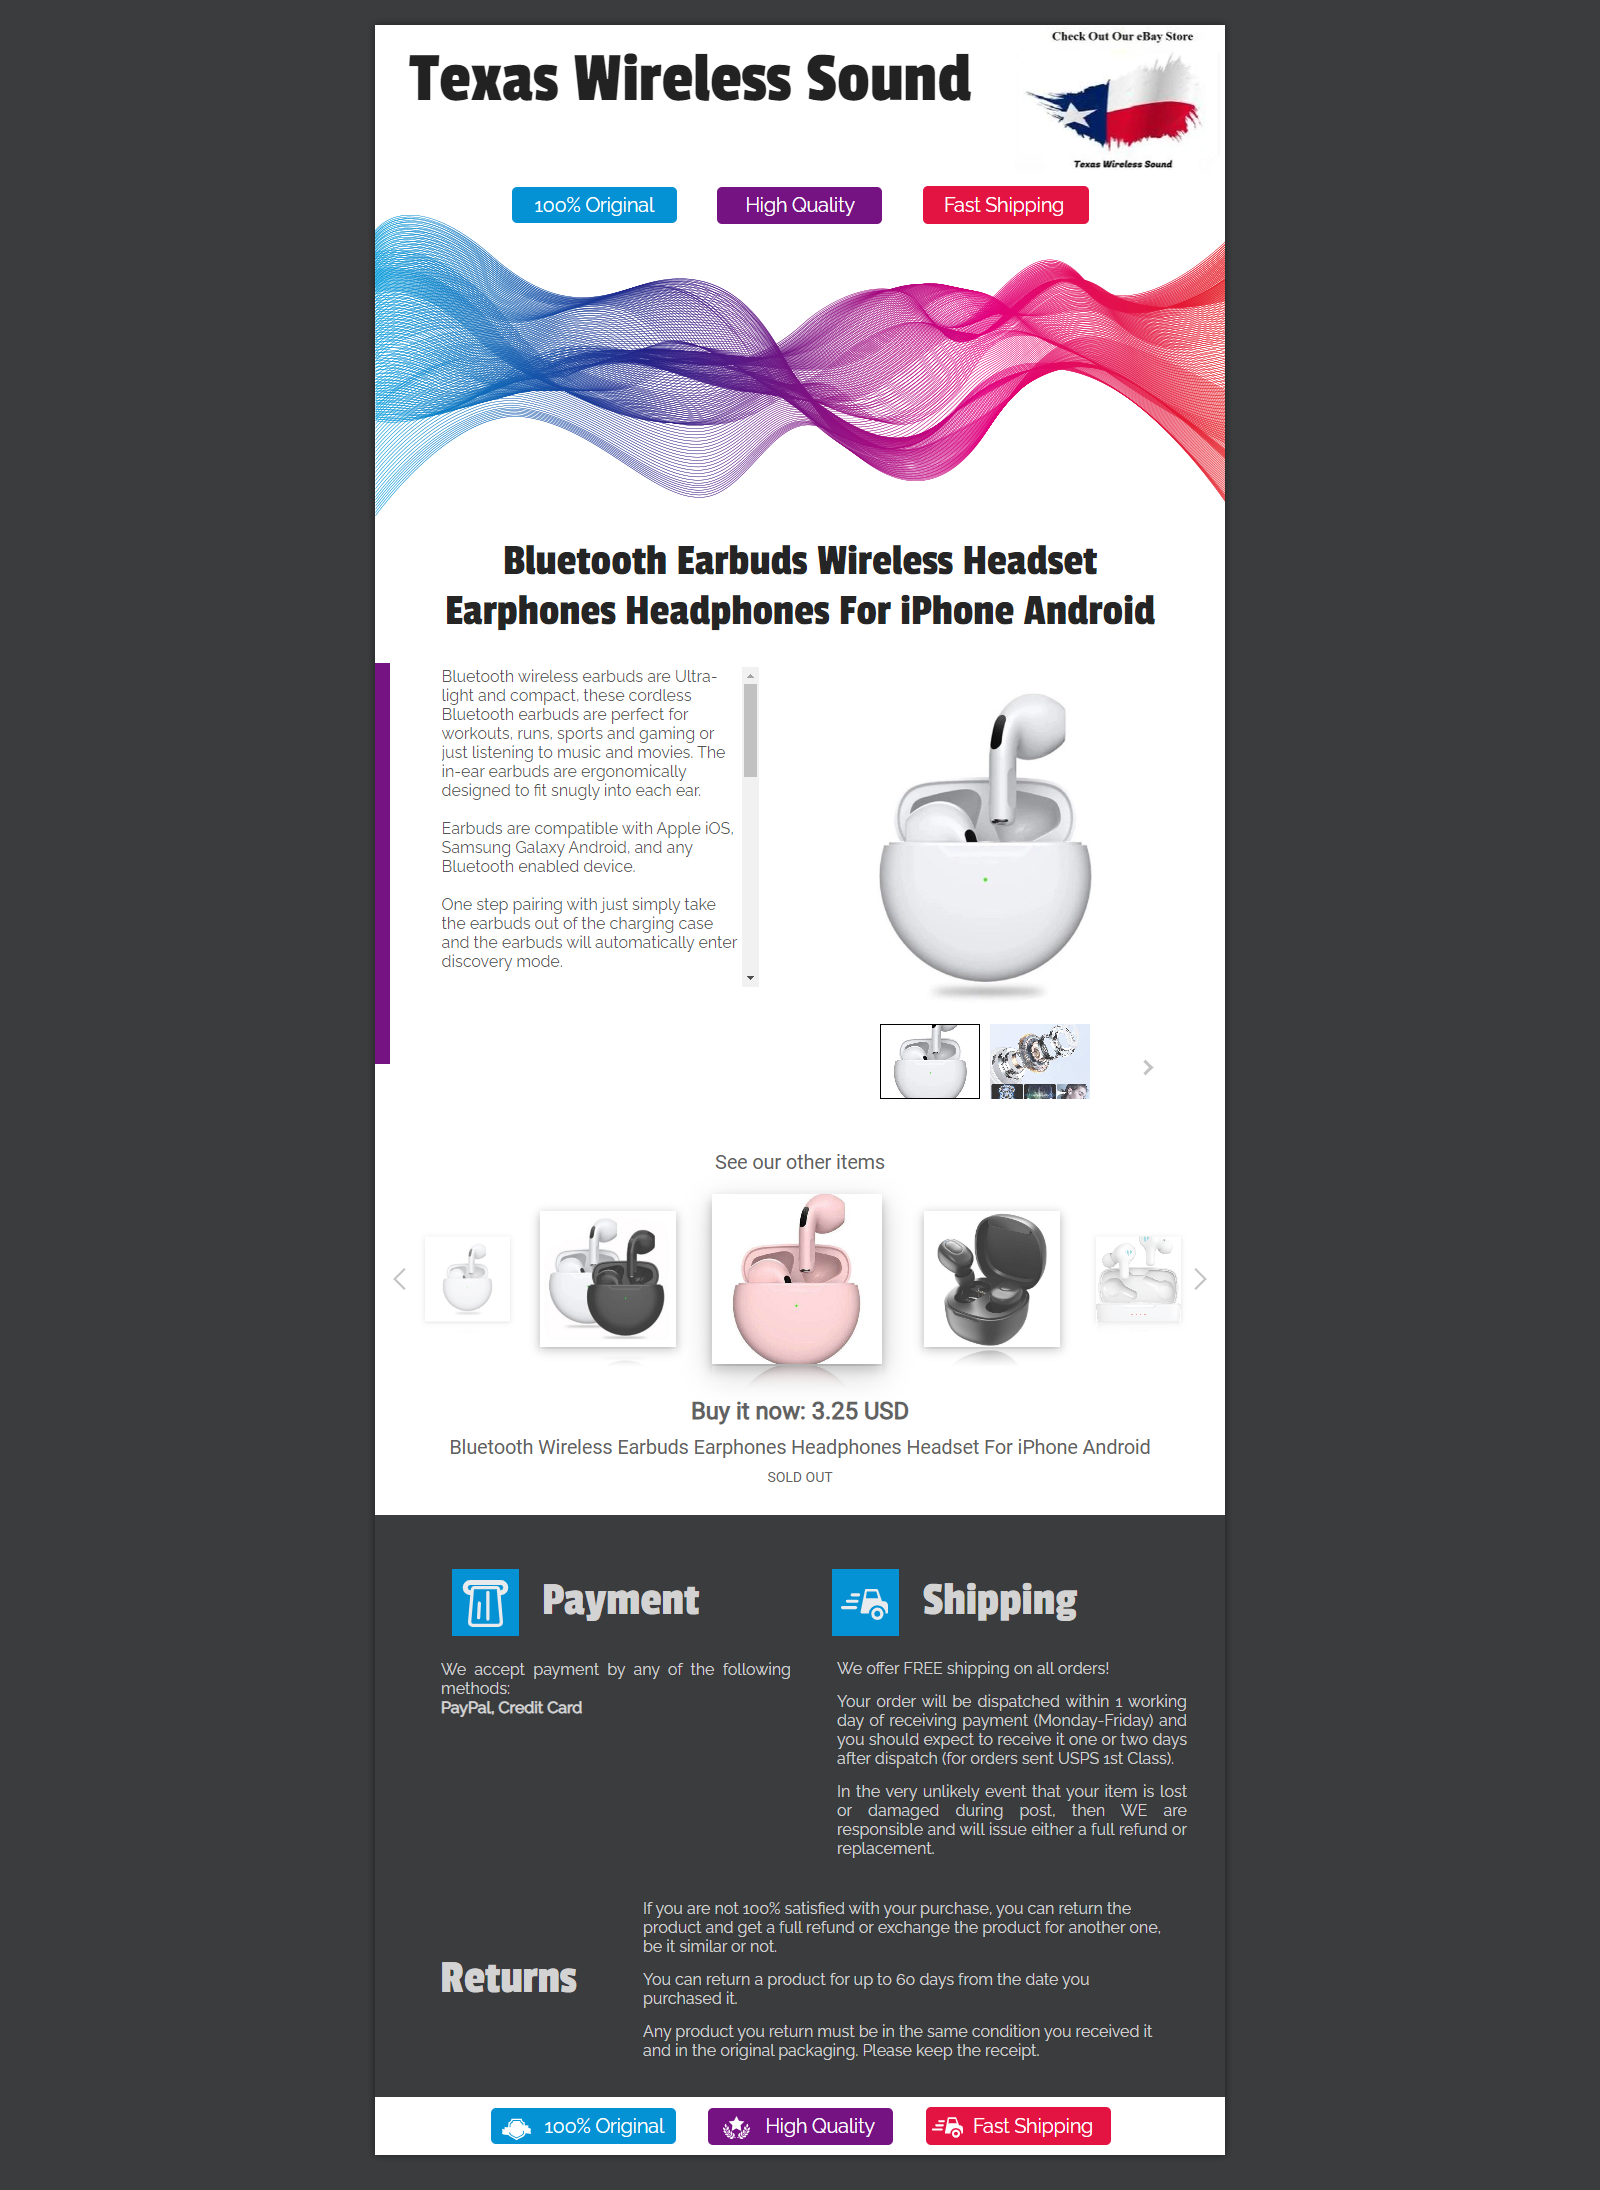 Texas Wireless Sound
Check Out Our eBay Store
Texas Wireless Sound
100% Original
High Quality
Fast Shipping
Bluetooth Earbuds Wireless Headset
Earphones Headphones For iPhone Android
Bluetooth wireless earbuds are Ultra-
light and compact, these cordless
Bluetooth earbuds are perfect for
workouts, runs, sports and gaming or
just listening to music and movies. The
in-ear earbuds are ergonomically
designed to fit snugly into each ear.
Earbuds are compatible with Apple iOS,
Samsung Galaxy Android, and any
Bluetooth enabled device.
One step pairing with just simply take
the earbuds out of the charging case
and the earbuds will automatically enter
discovery mode.
See our other items
Buy it now: 3.25 USD
Bluetooth Wireless Earbuds Earphones Headphones Headset For iPhone Android
SOLD OUT
Payment
We accept payment by any of the following
methods:
PayPal, Credit Card
Shipping
We offer FREE shipping on all orders!
Your order will be dispatched within 1 working
day of receiving payment (Monday-Friday) and
you should expect to receive it one or two days
after dispatch (for orders sent USPS 1st Class).
In the very unlikely event that your item is lost
or damaged during post, then WE are
responsible and will issue either a full refund or
replacement.
Returns
If you are not 100% satisfied with your purchase, you can return the
product and get a full refund or exchange the product for another one,
be it similar or not.
You can return a product for up to 60 days from the date you
purchased it.
Any product you return must be in the same condition you received it
and in the original packaging. Please keep the receipt.
100% Original
High Quality
Fast Shipping